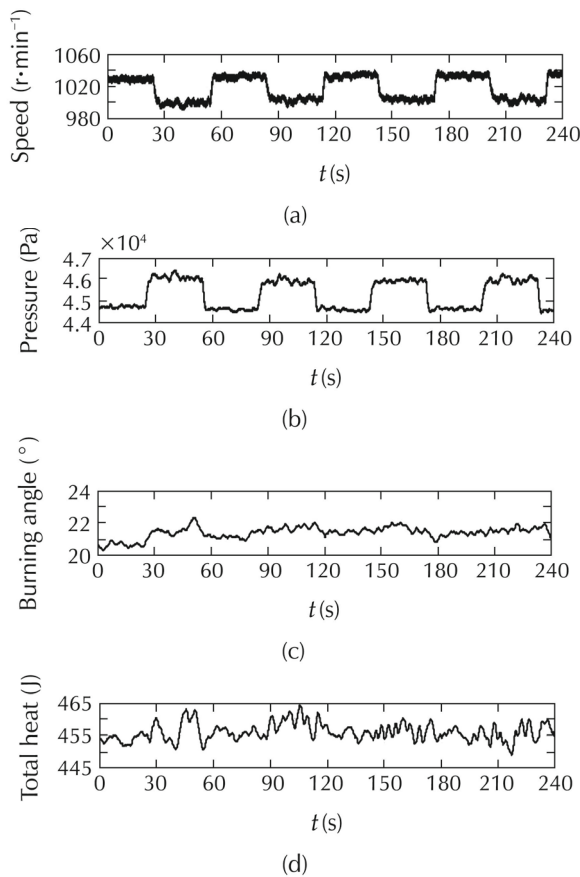 Speed (r•min⁻¹)
1060
1020
980
0 30 60 90 120 150 180 210 240
t (s)
(a)
×10⁴
Pressure (Pa)
4.7
4.6
4.5
4.4
0 30 60 90 120 150 180 210 240
t (s)
(b)
Burning angle (°)
24
22
20
0 30 60 90 120 150 180 210 240
t (s)
(c)
Total heat (J)
465
455
445
0 30 60 90 120 150 180 210 240
t (s)
(d)